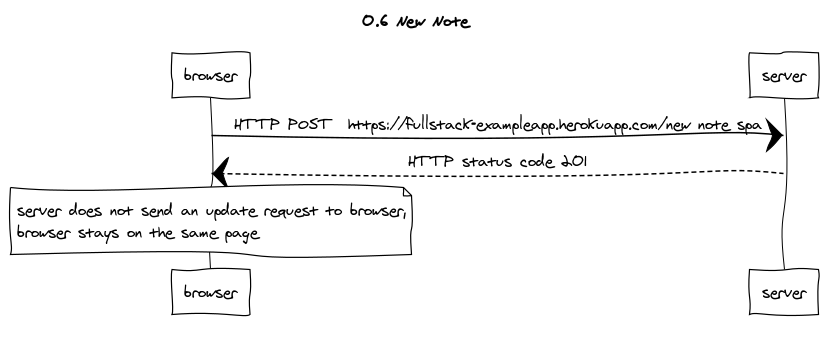 0.6 New Note
browser
server
HTTP POST https://fullstack-exampleapp.herokuapp.com/new note spa
HTTP status code 201
server does not send an update request to browser,
browser stays on the same page
browser
server